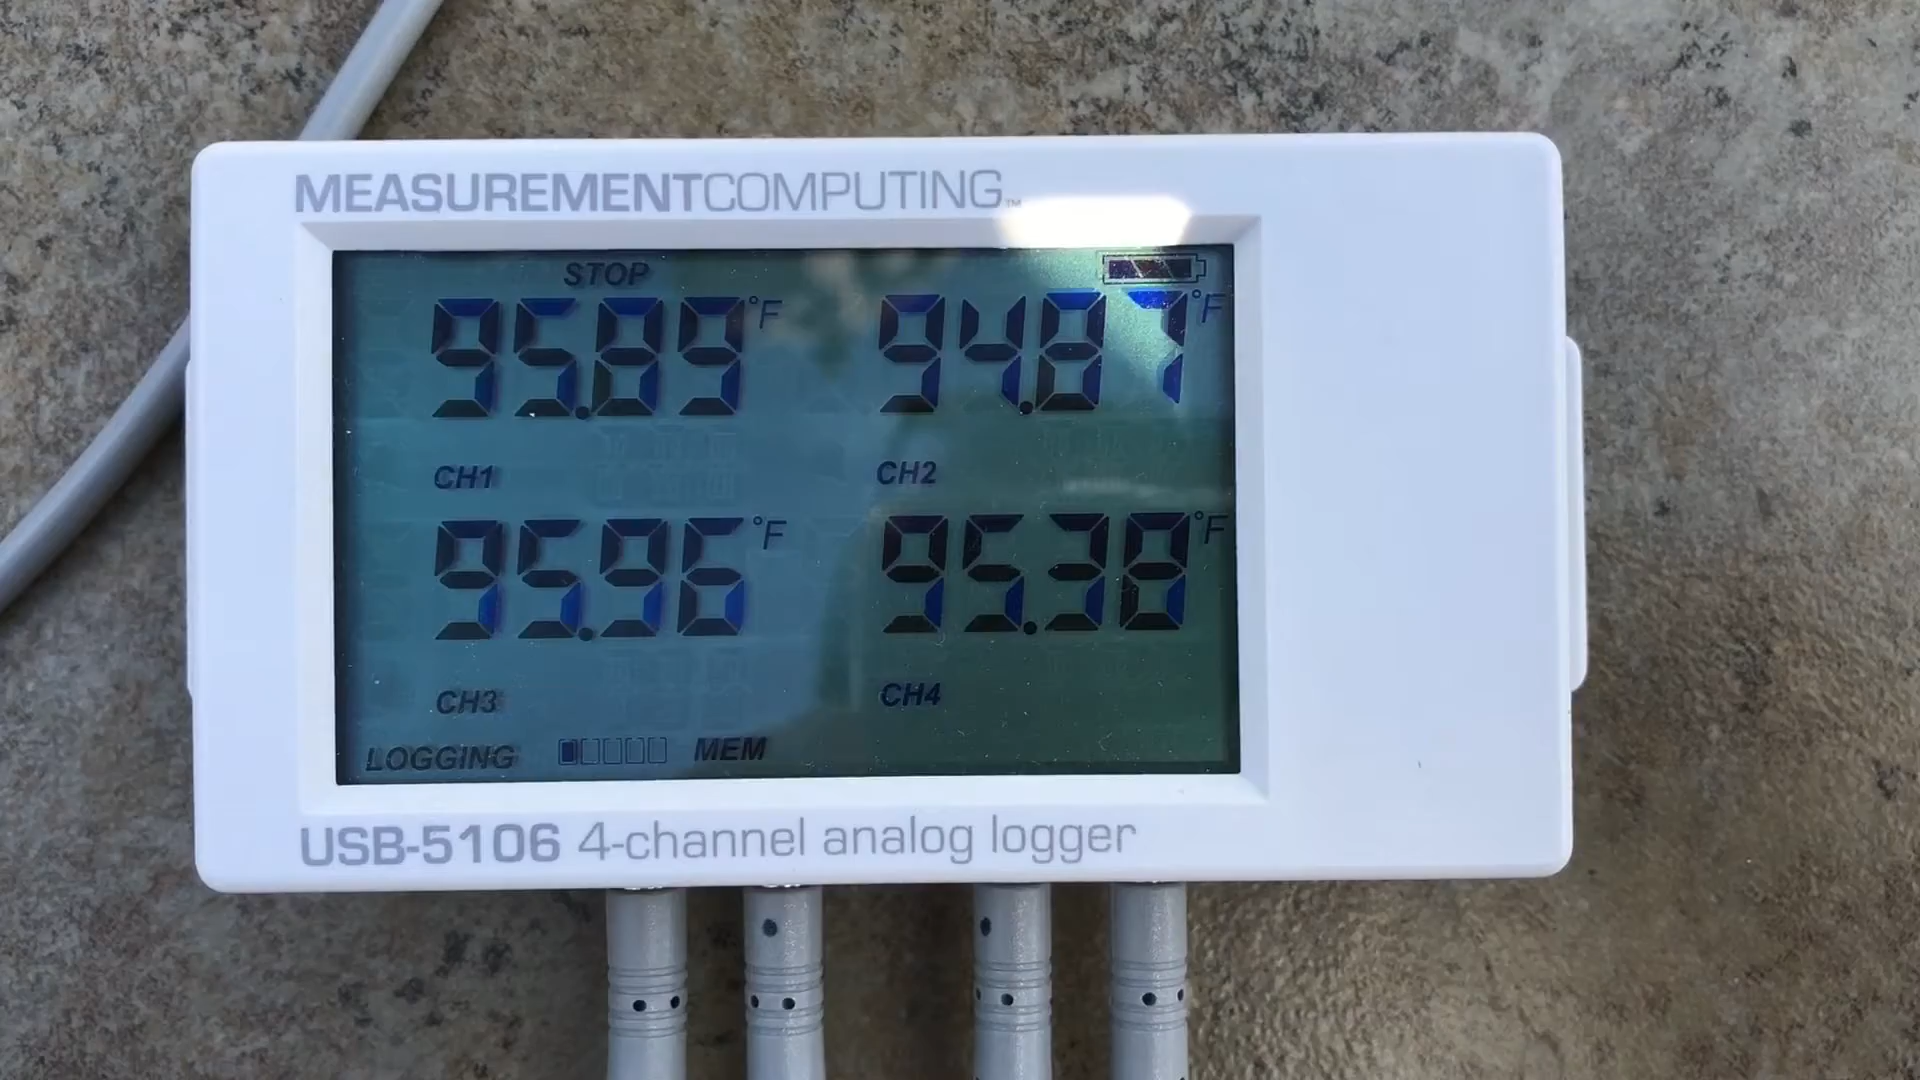 MEASUREMENTCOMPUTING™
STOP
95.89 °F
94.87 °F
CH1
CH2
95.96 °F
95.38 °F
CH3
CH4
LOGGING MEM
USB-5106 4-channel analog logger